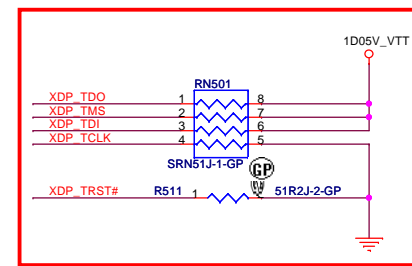 1D05V_VTT
RN501
XDP_TDO 1 8
XDP_TMS 2 7
XDP_TDI 3 6
XDP_TCLK 4 5
SRN51J-1-GP
GP
XDP_TRST# R511 1 51R2J-2-GP